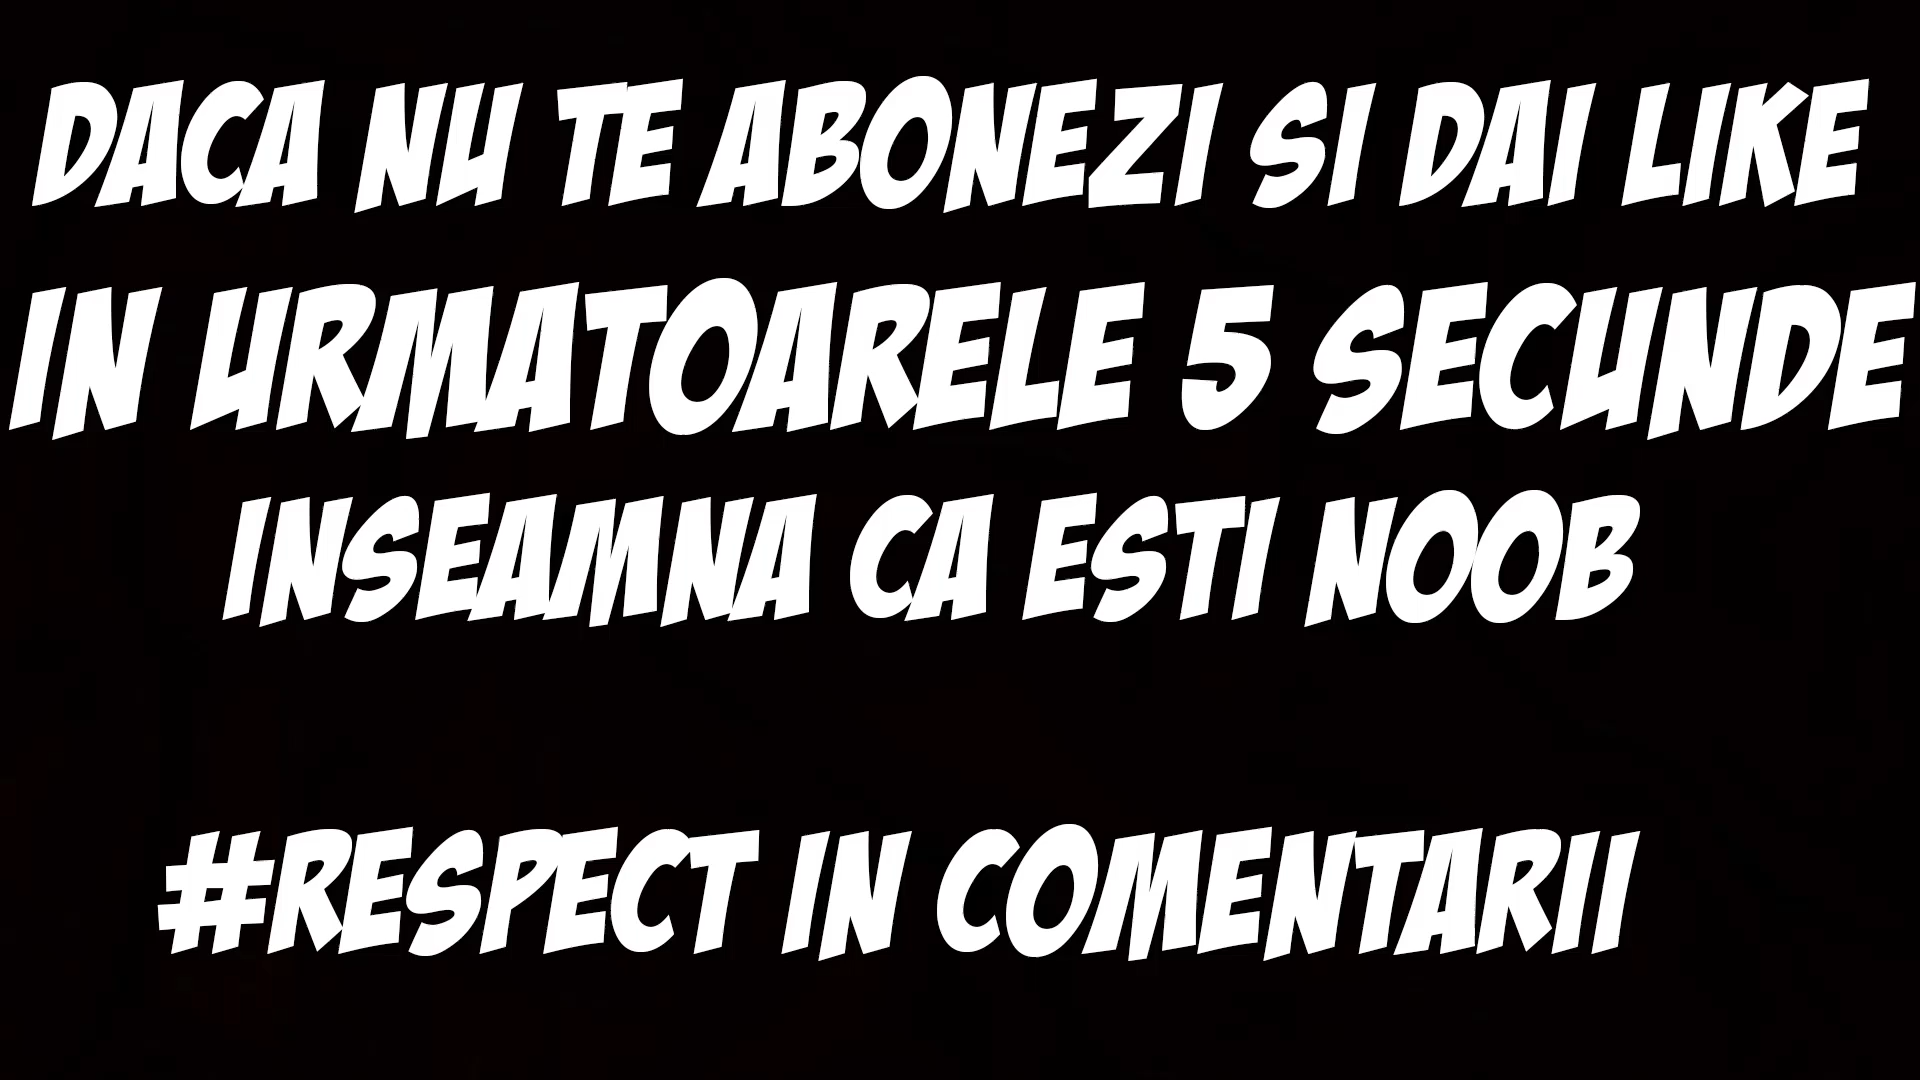 DACA NU TE ABONEZI SI DAI LIKE
IN URMATOARELE 5 SECUNDE
INSEAMNA CA ESTI NOOB
#RESPECT IN COMENTARII